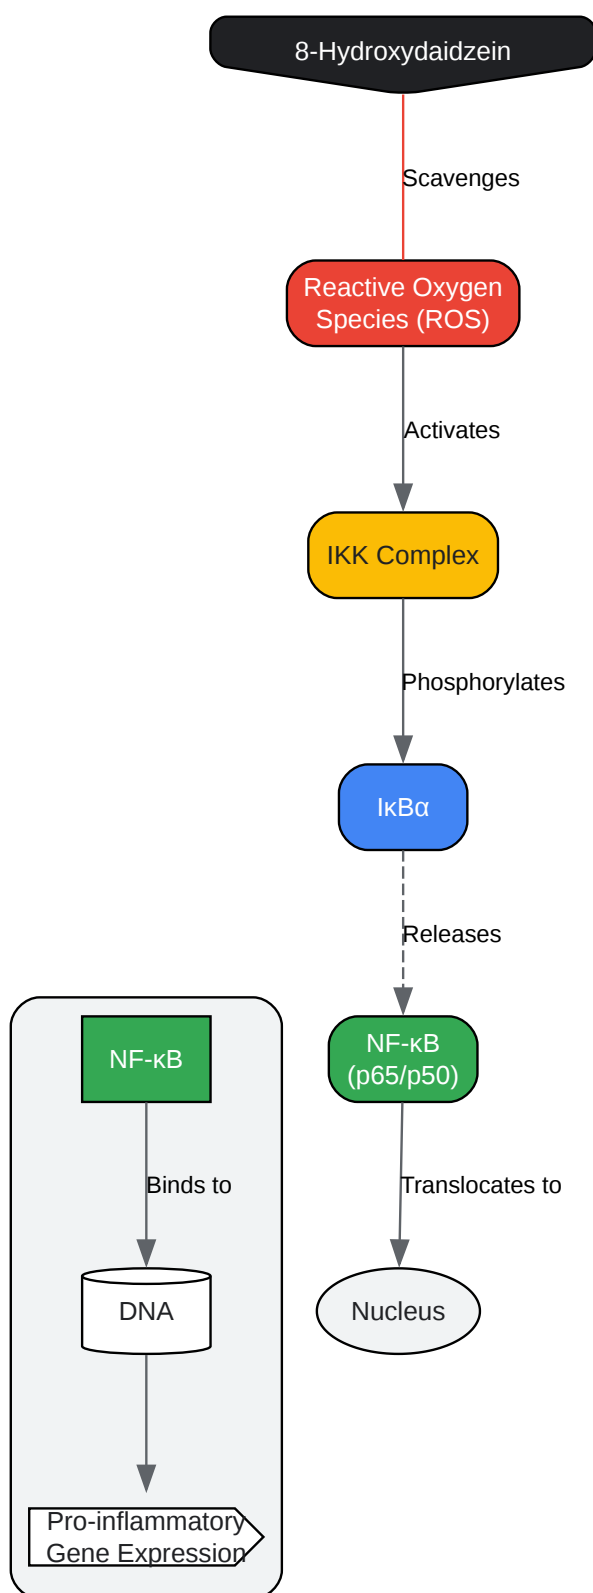 8-Hydroxydaidzein
Scavenges
Reactive Oxygen
Species (ROS)
Activates
IKK Complex
Phosphorylates
IκBα
Releases
NF-κB
(p65/p50)
Translocates to
Nucleus
NF-κB
Binds to
DNA
Pro-inflammatory
Gene Expression